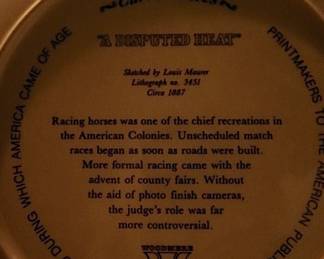 "A DISPUTED HEAT"
Sketched by Louis Maurer
Lithograph no. 3451
Circa 1887
Racing horses was one of the chief recreations in
the American Colonies. Unscheduled match
races began as soon as roads were built.
More formal racing came with the
advent of county fairs. Without
the aid of photo finish cameras,
the judge's role was far
more controversial.
WOODMERE
DURING WHICH AMERICA CAME OF AGE
PRINTMAKERS TO THE AMERICAN PUBLI